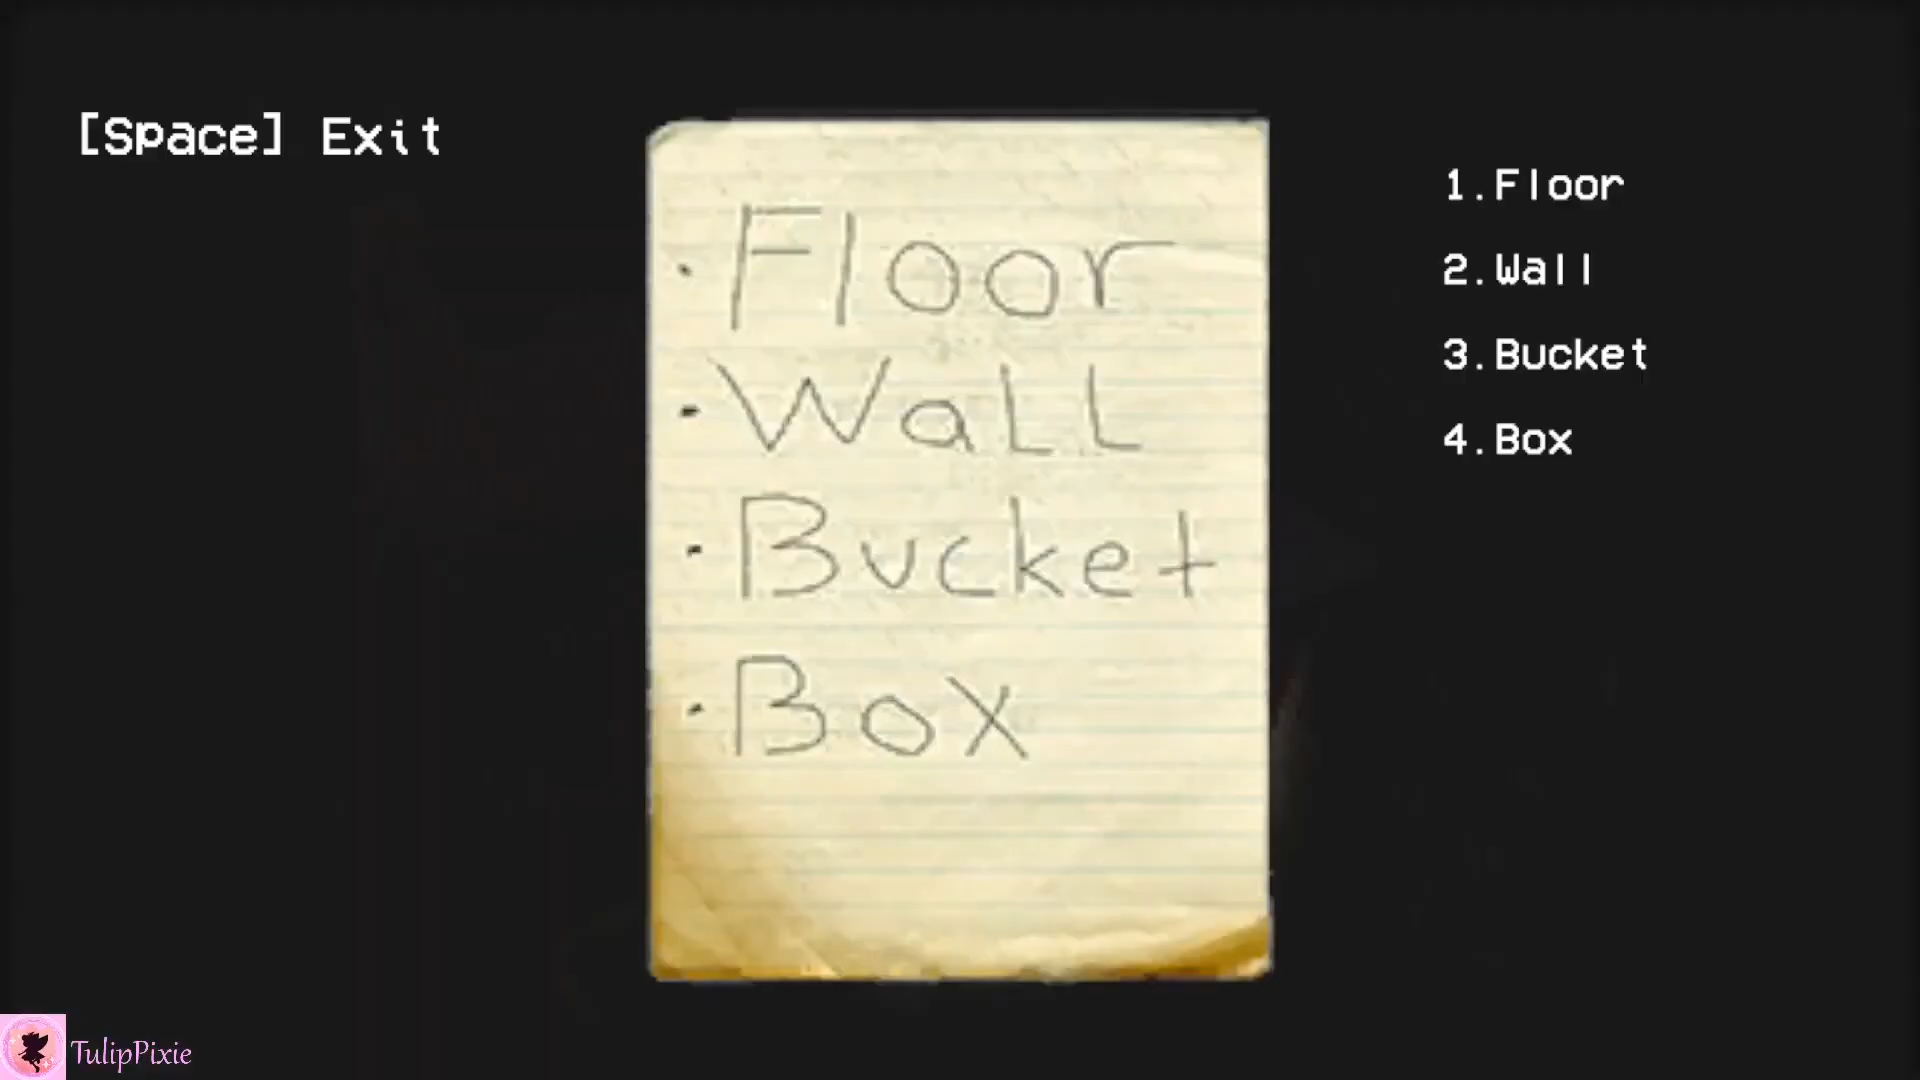 [Space] Exit
· Floor
· Wall
· Bucket
· Box
1.Floor
2.Wall
3.Bucket
4.Box
TulipPixie